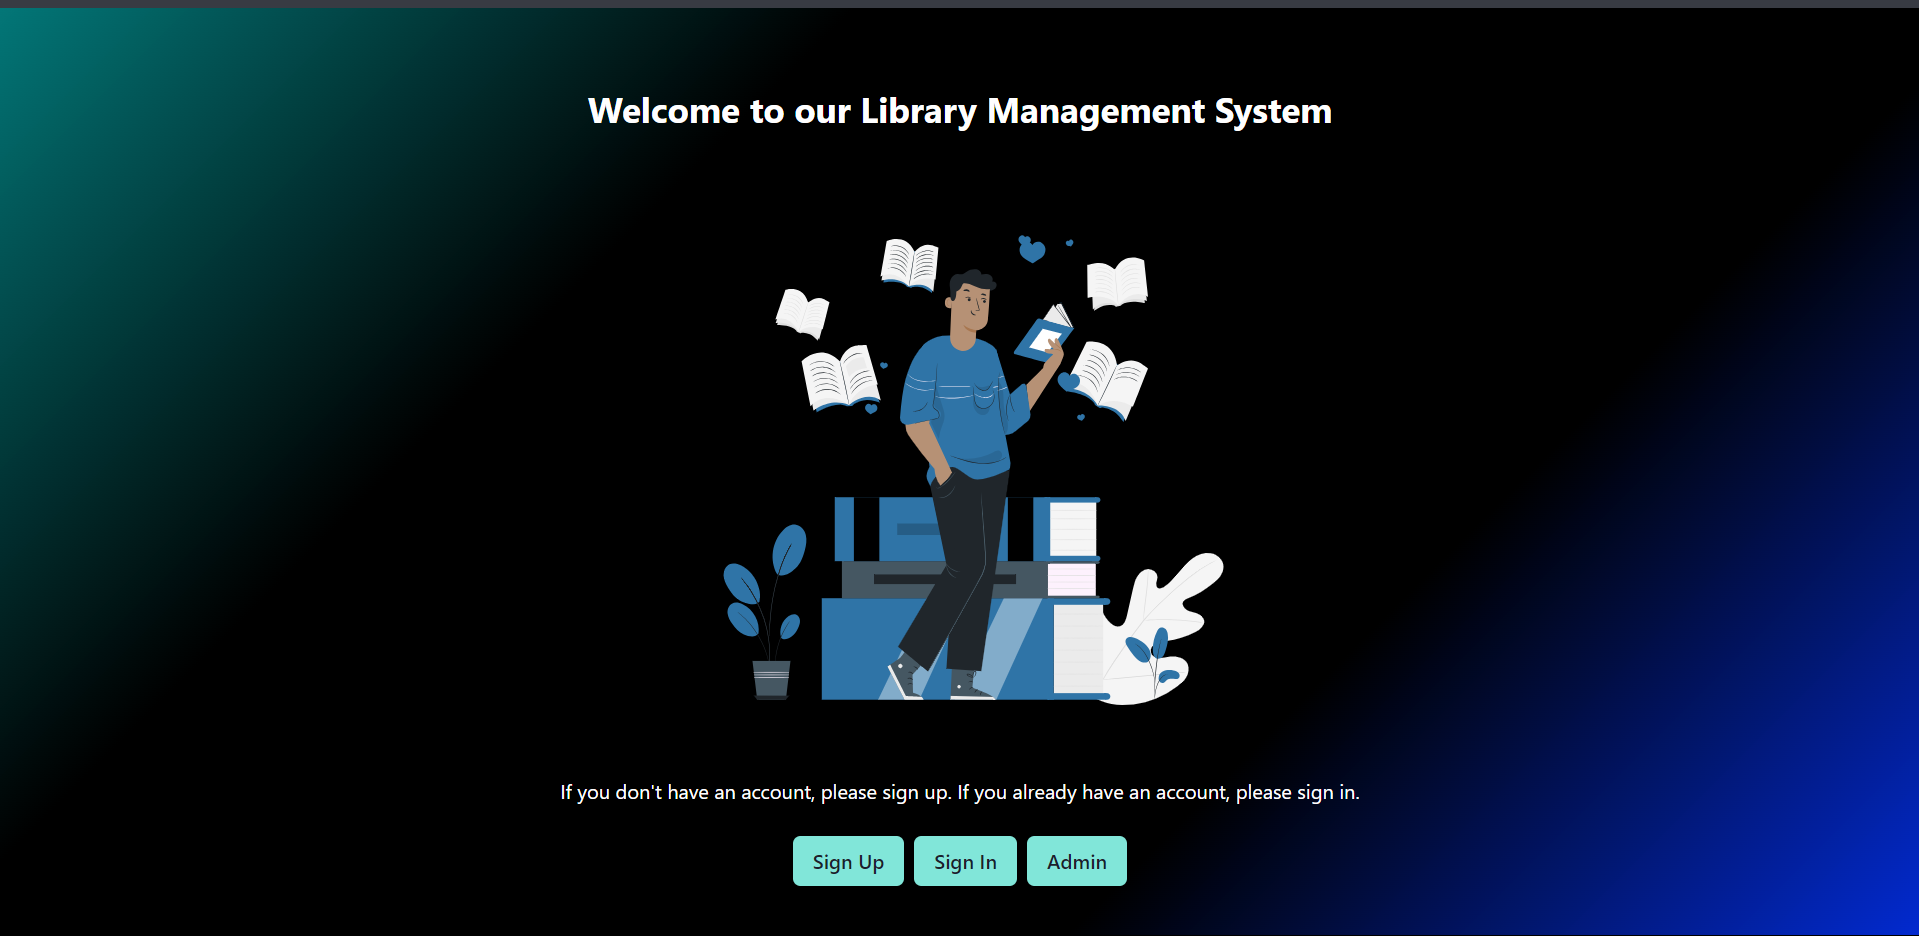 Welcome to our Library Management System
If you don't have an account, please sign up. If you already have an account, please sign in.
Sign Up
Sign In
Admin